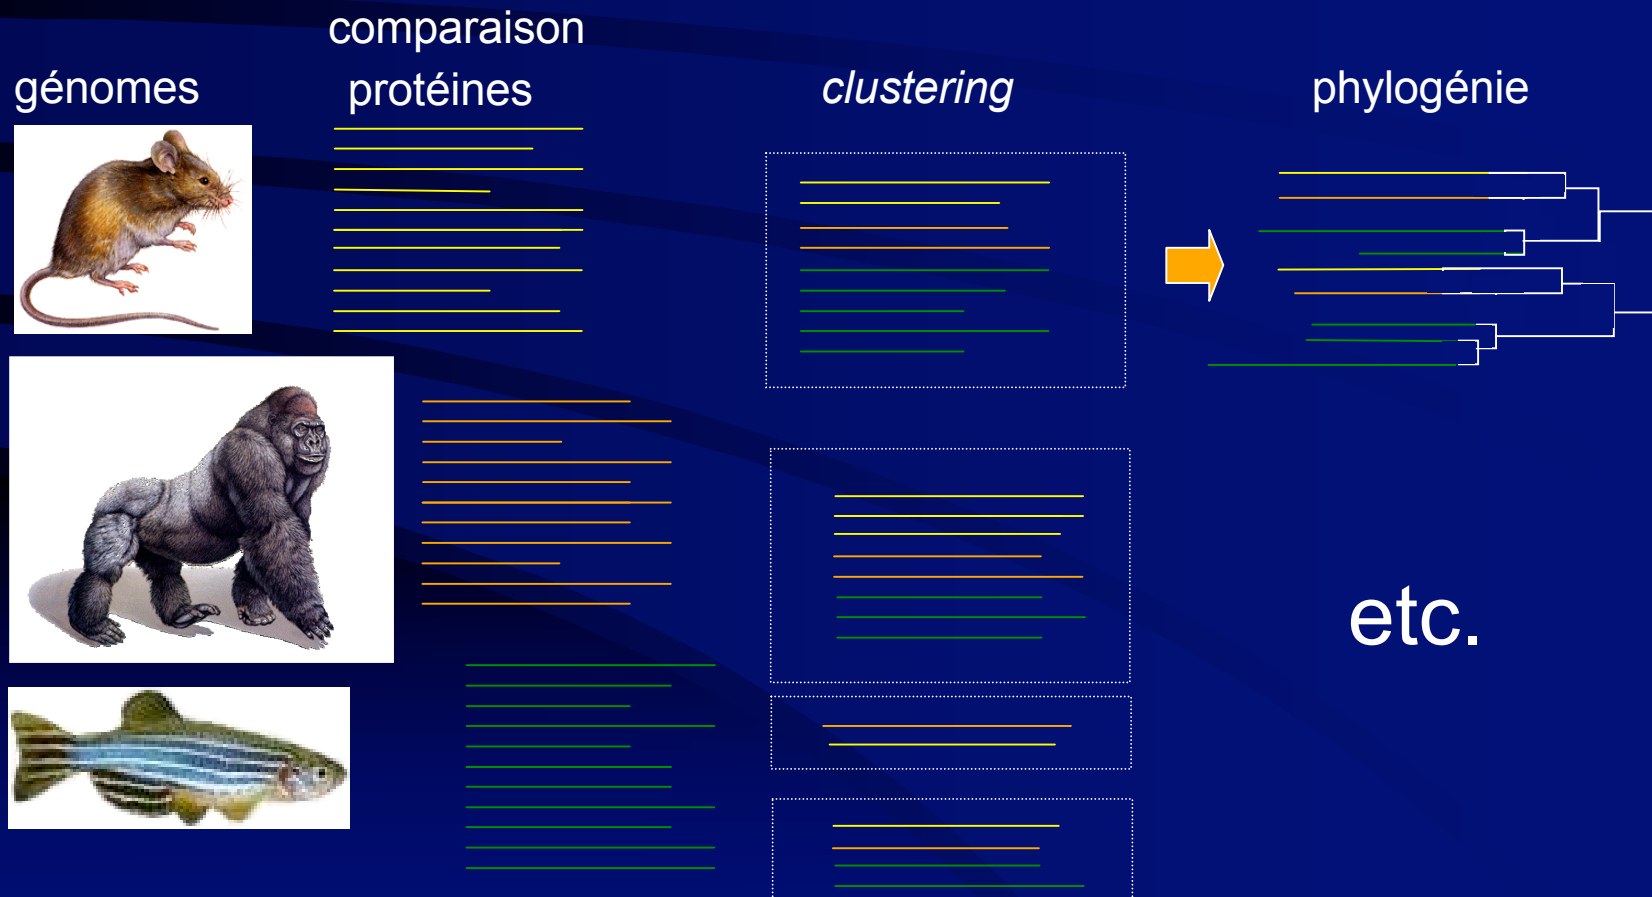 comparaison
génomes
protéines
clustering
phylogénie
etc.